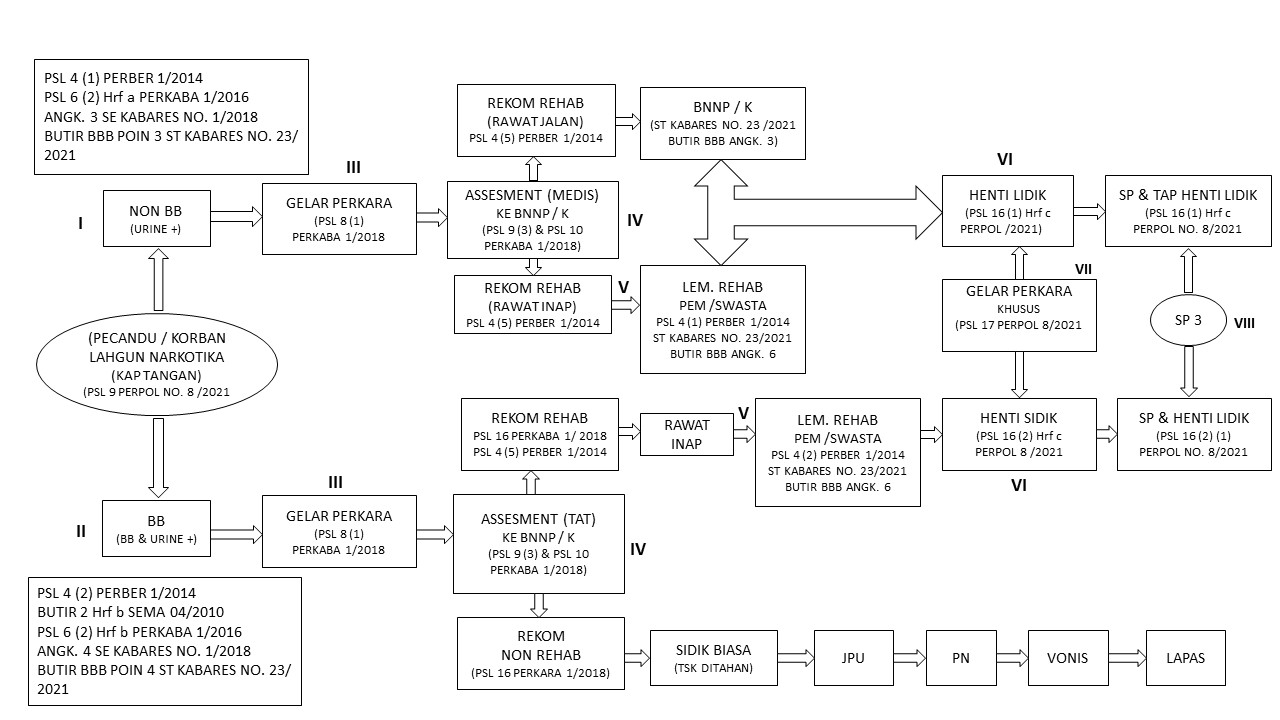 PSL 4 (1) PERBER 1/2014
PSL 6 (2) Hrf a PERKABA 1/2016
ANGK. 3 SE KABARES NO. 1/2018
BUTIR BBB POIN 3 ST KABARES NO. 23/
2021
I
NON BB
(URINE +)
III
GELAR PERKARA
(PSL 8 (1)
PERKABA 1/2018
REKOM REHAB
(RAWAT JALAN)
PSL 4 (5) PERBER 1/2014
ASSESMENT (MEDIS)
KE BNNP / K
(PSL 9 (3) & PSL 10
PERKABA 1/2018)
IV
REKOM REHAB
(RAWAT INAP)
PSL 4 (5) PERBER 1/2014
V
BNNP / K
(ST KABARES NO. 23 /2021
BUTIR BBB ANGK. 3)
LEM. REHAB
PEM /SWASTA
PSL 4 (1) PERBER 1/2014
ST KABARES NO. 23/2021
BUTIR BBB ANGK. 6
VI
HENTI LIDIK
(PSL 16 (1) Hrf c
PERPOL /2021)
SP & TAP HENTI LIDIK
(PSL 16 (1) Hrf c
PERPOL NO. 8/2021
VII
GELAR PERKARA
KHUSUS
(PSL 17 PERPOL 8/2021
SP 3
VIII
(PECANDU / KORBAN
LAHGUN NARKOTIKA
(KAP TANGAN)
(PSL 9 PERPOL NO. 8 /2021
II
BB
(BB & URINE +)
III
GELAR PERKARA
(PSL 8 (1)
PERKABA 1/2018
REKOM REHAB
PSL 16 PERKABA 1/ 2018
PSL 4 (5) PERBER 1/2014
RAWAT
INAP
V
LEM. REHAB
PEM /SWASTA
PSL 4 (2) PERBER 1/2014
ST KABARES NO. 23/2021
BUTIR BBB ANGK. 6
HENTI SIDIK
(PSL 16 (2) Hrf c
PERPOL 8 /2021
VI
SP & HENTI LIDIK
(PSL 16 (2) (1)
PERPOL NO. 8/2021
ASSESMENT (TAT)
KE BNNP / K
(PSL 9 (3) & PSL 10
PERKABA 1/2018)
IV
PSL 4 (2) PERBER 1/2014
BUTIR 2 Hrf b SEMA 04/2010
PSL 6 (2) Hrf b PERKABA 1/2016
ANGK. 4 SE KABARES NO. 1/2018
BUTIR BBB POIN 4 ST KABARES NO. 23/
2021
REKOM
NON REHAB
(PSL 16 PERKARA 1/2018)
SIDIK BIASA
(TSK DITAHAN)
JPU
PN
VONIS
LAPAS